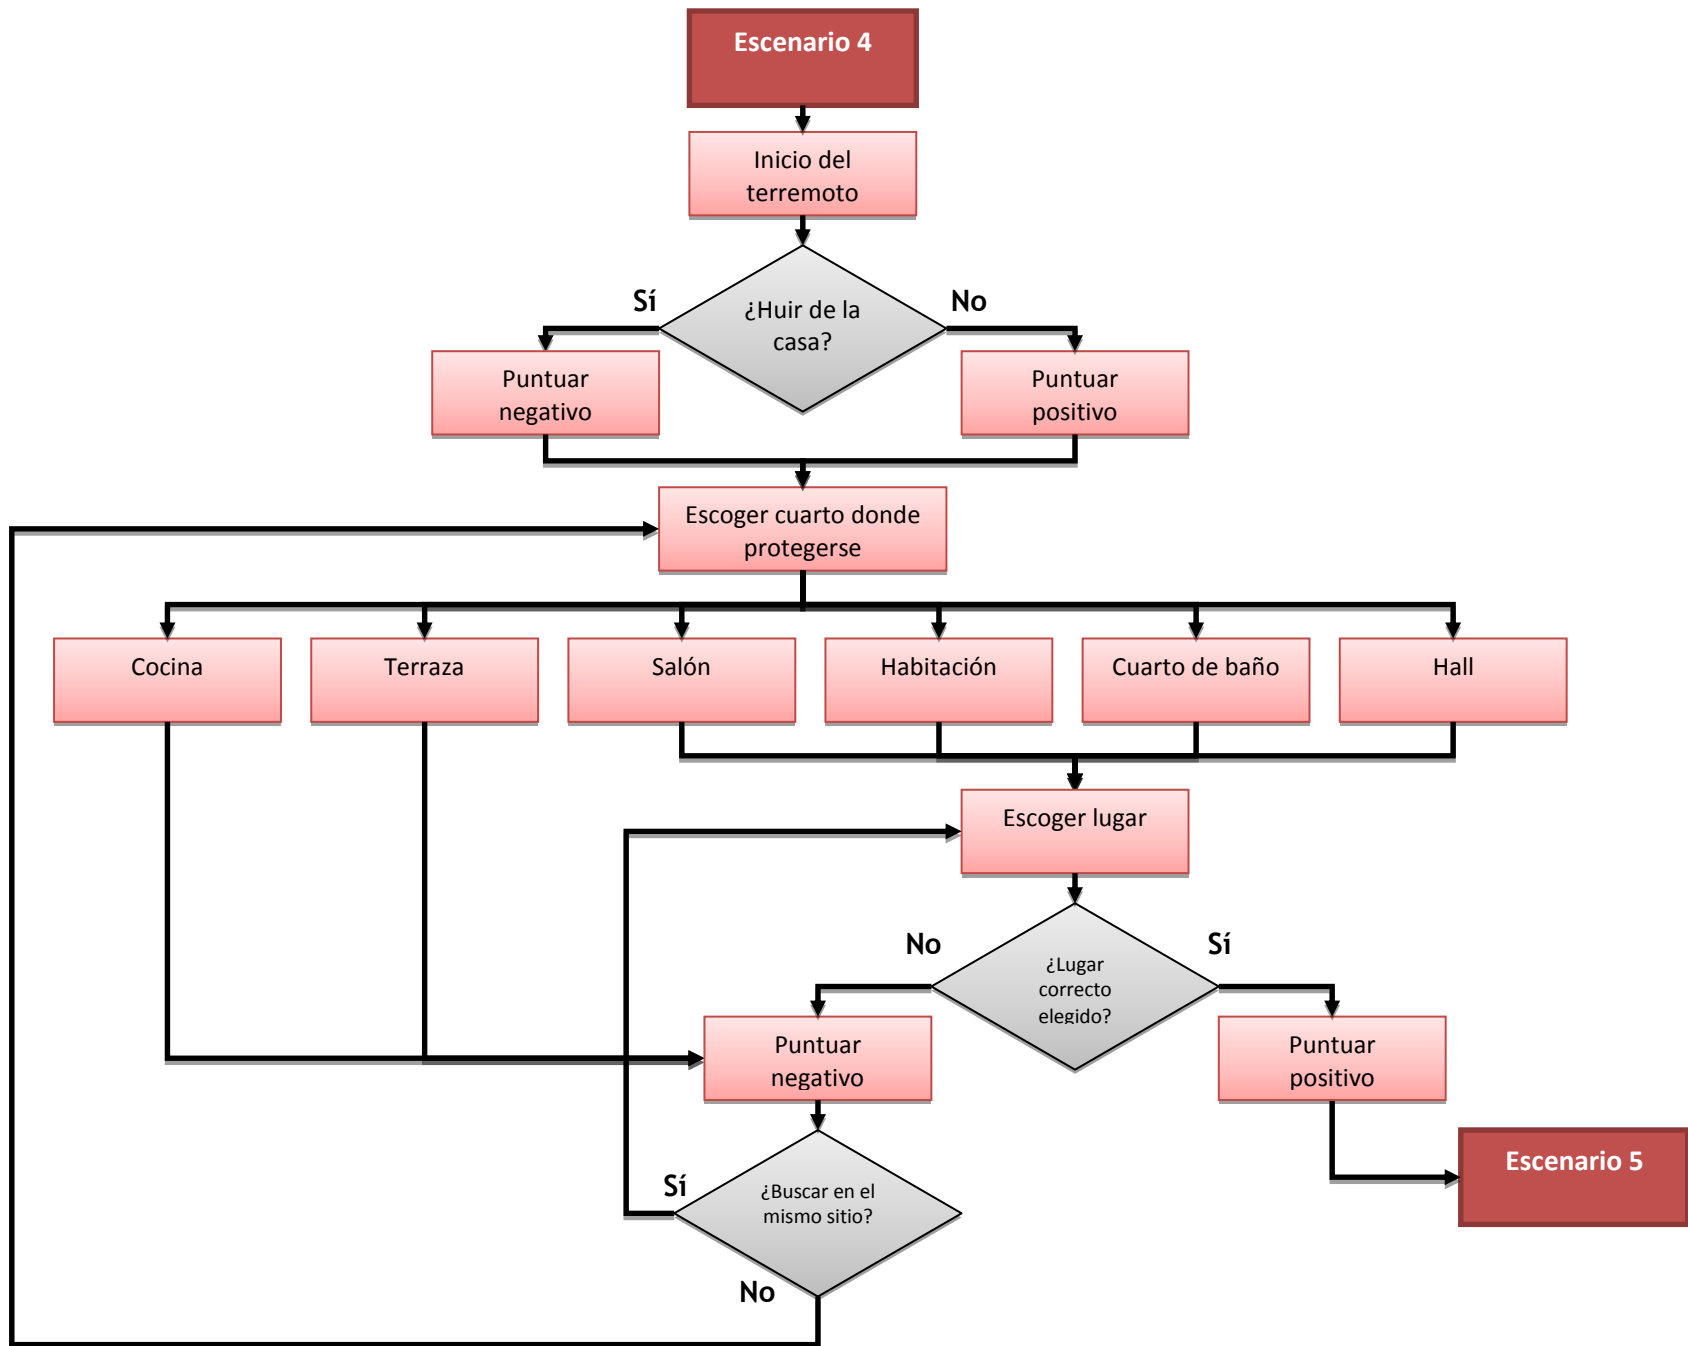 Escenario 4
Inicio del
terremoto
Sí
No
¿Huir de la
casa?
Puntuar
negativo
Puntuar
positivo
Escoger cuarto donde
protegerse
Cocina
Terraza
Salón
Habitación
Cuarto de baño
Hall
Escoger lugar
No
Sí
¿Lugar
correcto
elegido?
Puntuar
negativo
Puntuar
positivo
Escenario 5
Sí
¿Buscar en el
mismo sitio?
No